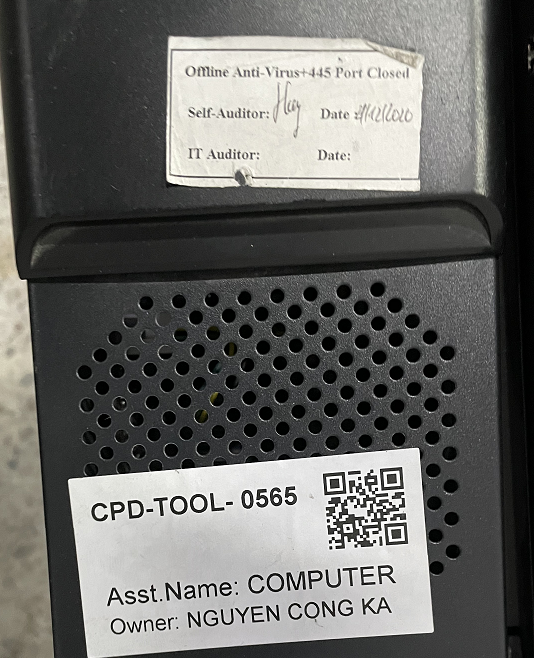 Offline Anti-Virus+445 Port Closed
Self-Auditor: Date :
IT Auditor: Date:
CPD-TOOL- 0565
Asst.Name: COMPUTER
Owner: NGUYEN CONG KA